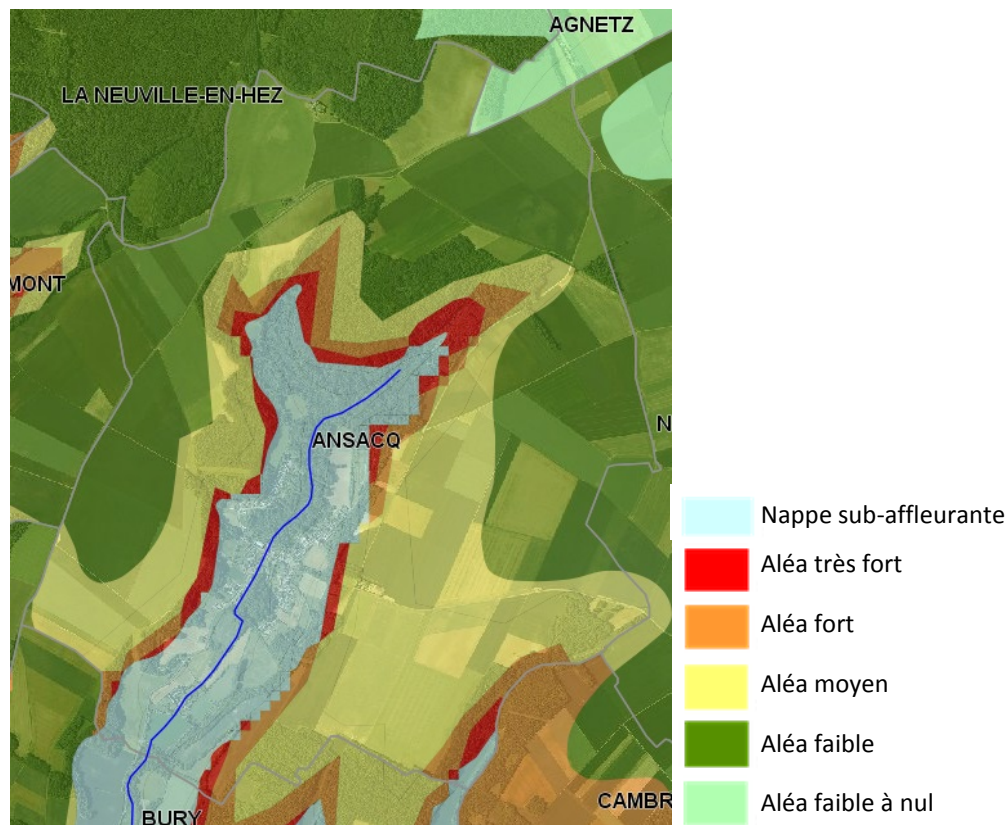 AGNETZ
LA NEUVILLE-EN-HEZ
MONT
N
ANSACQ
CAMBR
BURY
Nappe sub-affleurante
Aléa très fort
Aléa fort
Aléa moyen
Aléa faible
Aléa faible à nul